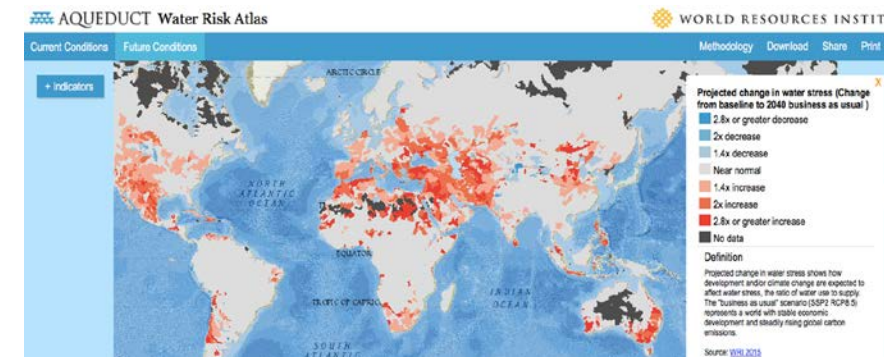 AQUEDUCT Water Risk Atlas
WORLD RESOURCES INSTIT
Current Conditions Future Conditions
Methodology Download Share Print
+ Indicators
ARCTIC CIRCLE
NORTH
ATLANTIC
OCEAN
EQUATOR
INDIAN
OCEAN
TROPIC OF CAPRIC
SOUTH
ATLANTIC
X
Projected change in water stress (Change
from baseline to 2040 business as usual )
2.8x or greater decrease
2x decrease
1.4x decrease
Near normal
1.4x increase
2x increase
2.8x or greater increase
No data
Definition
Projected change in water stress shows how
development and/or climate change are expected to
affect water stress, the ratio of water use to supply.
The "business as usual" scenario (SSP2 RCP8.5)
represents a world with stable economic
development and steadily rising global carbon
emissions.
Source: WRI 2015